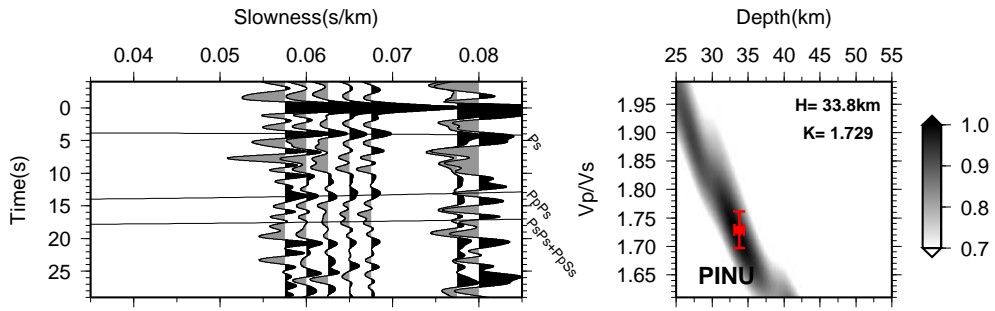 Slowness(s/km)
0.04 0.05 0.06 0.07 0.08
Time(s)
0
5
10
15
20
25
Ps
PpPs
PsPs+PpSs
Depth(km)
25 30 35 40 45 50 55
Vp/Vs
1.95
1.90
1.85
1.80
1.75
1.70
1.65
H= 33.8km
K= 1.729
PINU
1.0
0.9
0.8
0.7